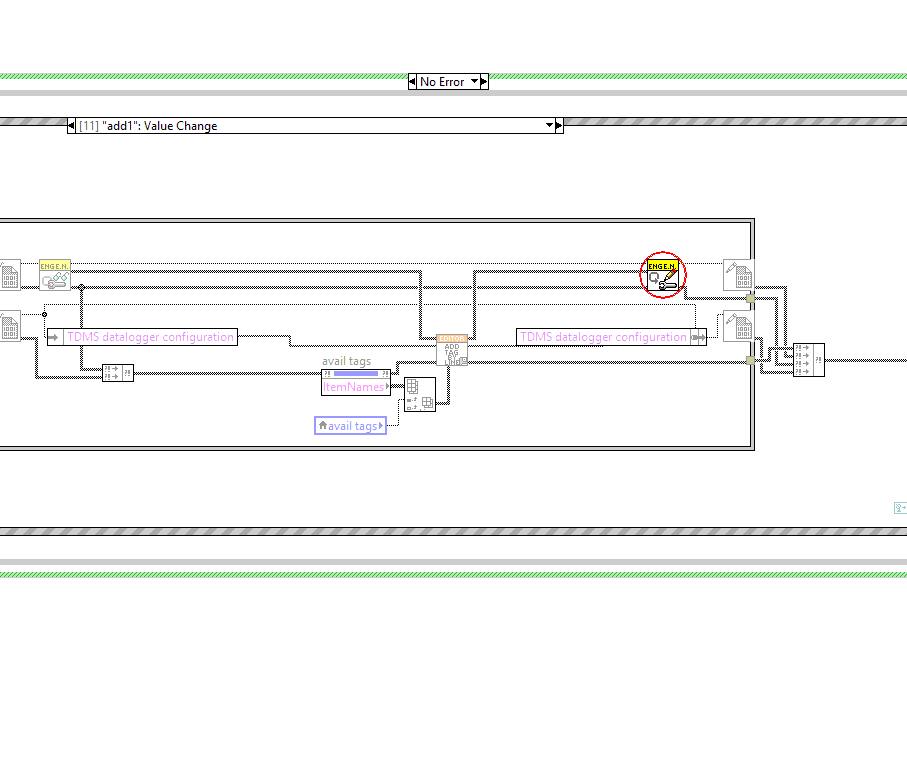 No Error
[11] "add1": Value Change
ENGE.N.
ENGE.N.
TDMS datalogger configuration
TDMS datalogger configuration
EDITOR
ADD
TAG
avail tags
ItemNames
avail tags